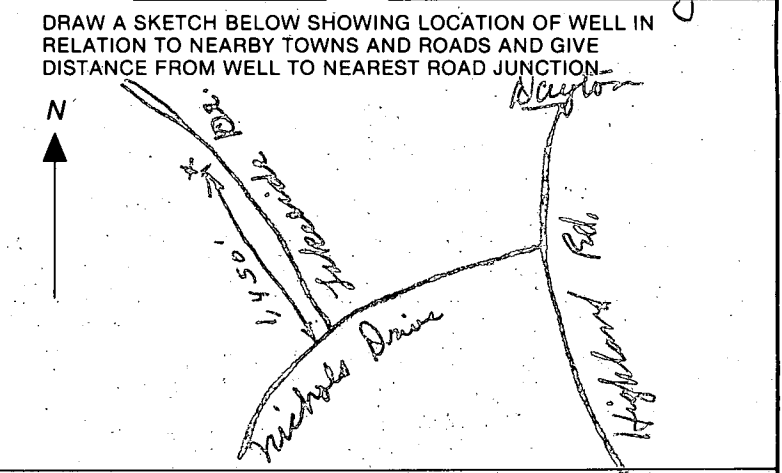 DRAW A SKETCH BELOW SHOWING LOCATION OF WELL IN
RELATION TO NEARBY TOWNS AND ROADS AND GIVE
DISTANCE FROM WELL TO NEAREST ROAD JUNCTION
Dayton
N
Lakeside Dr.
1,450'
Highland Rd.
Nichols Drive